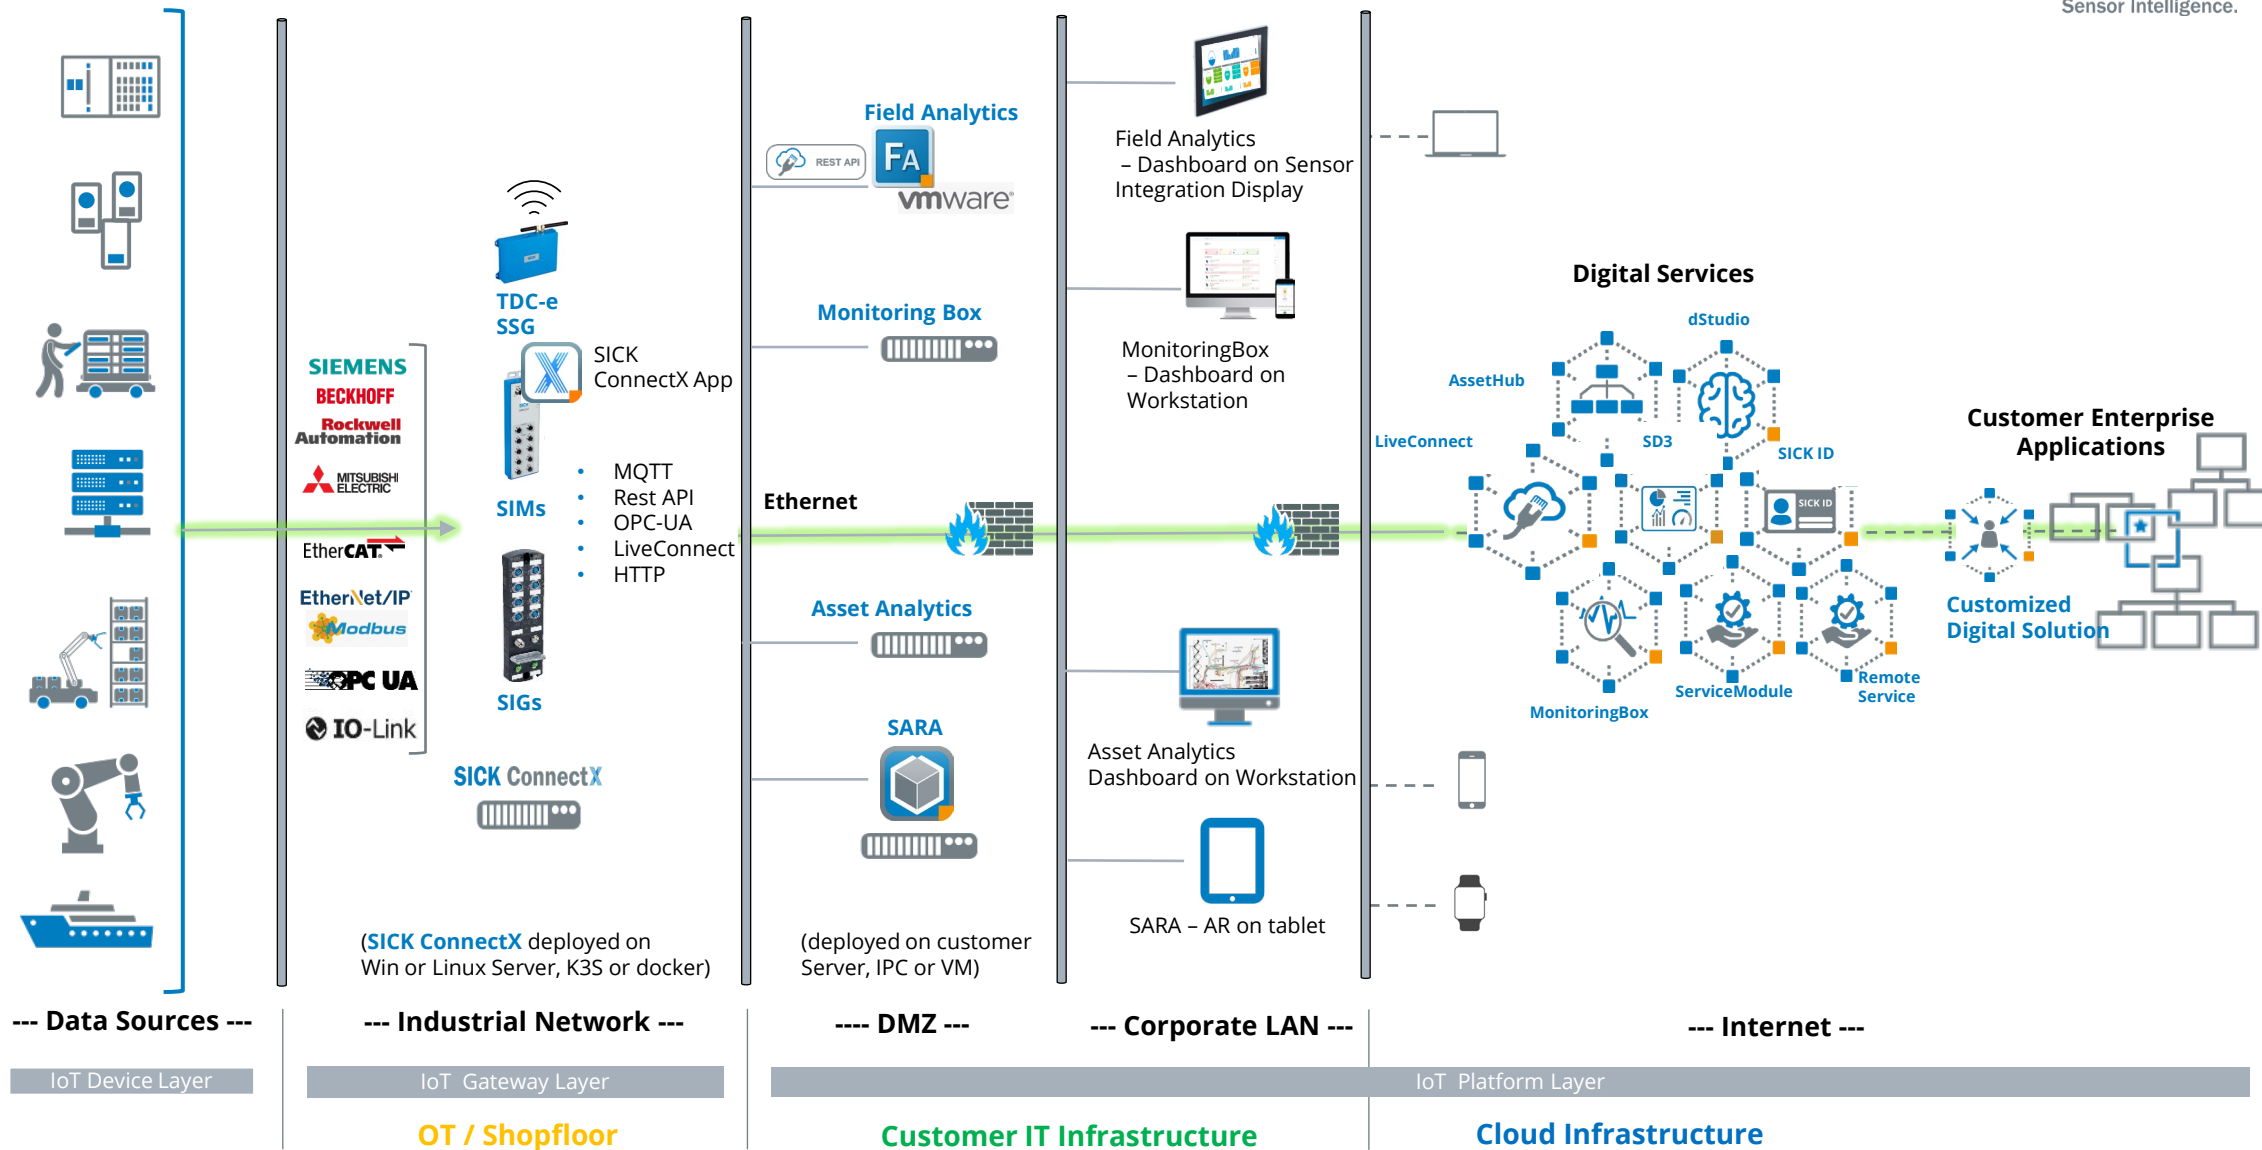 Sensor Intelligence.
SIEMENS
BECKHOFF
Rockwell
Automation
MITSUBISHI
ELECTRIC
EtherCAT
EtherNet/IP
Modbus
OPC UA
IO-Link
TDC-e
SSG
SICK
ConnectX App
SICK
SIMs
• MQTT
• Rest API
• OPC-UA
• LiveConnect
• HTTP
SIGs
SICK ConnectX
(SICK ConnectX deployed on
Win or Linux Server, K3S or docker)
Field Analytics
REST API
FA
vmware®
Monitoring Box
Ethernet
Asset Analytics
SARA
(deployed on customer
Server, IPC or VM)
Field Analytics
– Dashboard on Sensor
Integration Display
MonitoringBox
– Dashboard on
Workstation
Asset Analytics
Dashboard on Workstation
SARA – AR on tablet
Digital Services
dStudio
AssetHub
LiveConnect
SD3
SICK ID
SICK ID
MonitoringBox
ServiceModule
Remote
Service
Customer Enterprise
Applications
Customized
Digital Solution
--- Data Sources ---
--- Industrial Network ---
---- DMZ ---
--- Corporate LAN ---
--- Internet ---
IoT Device Layer
IoT Gateway Layer
IoT Platform Layer
OT / Shopfloor
Customer IT Infrastructure
Cloud Infrastructure